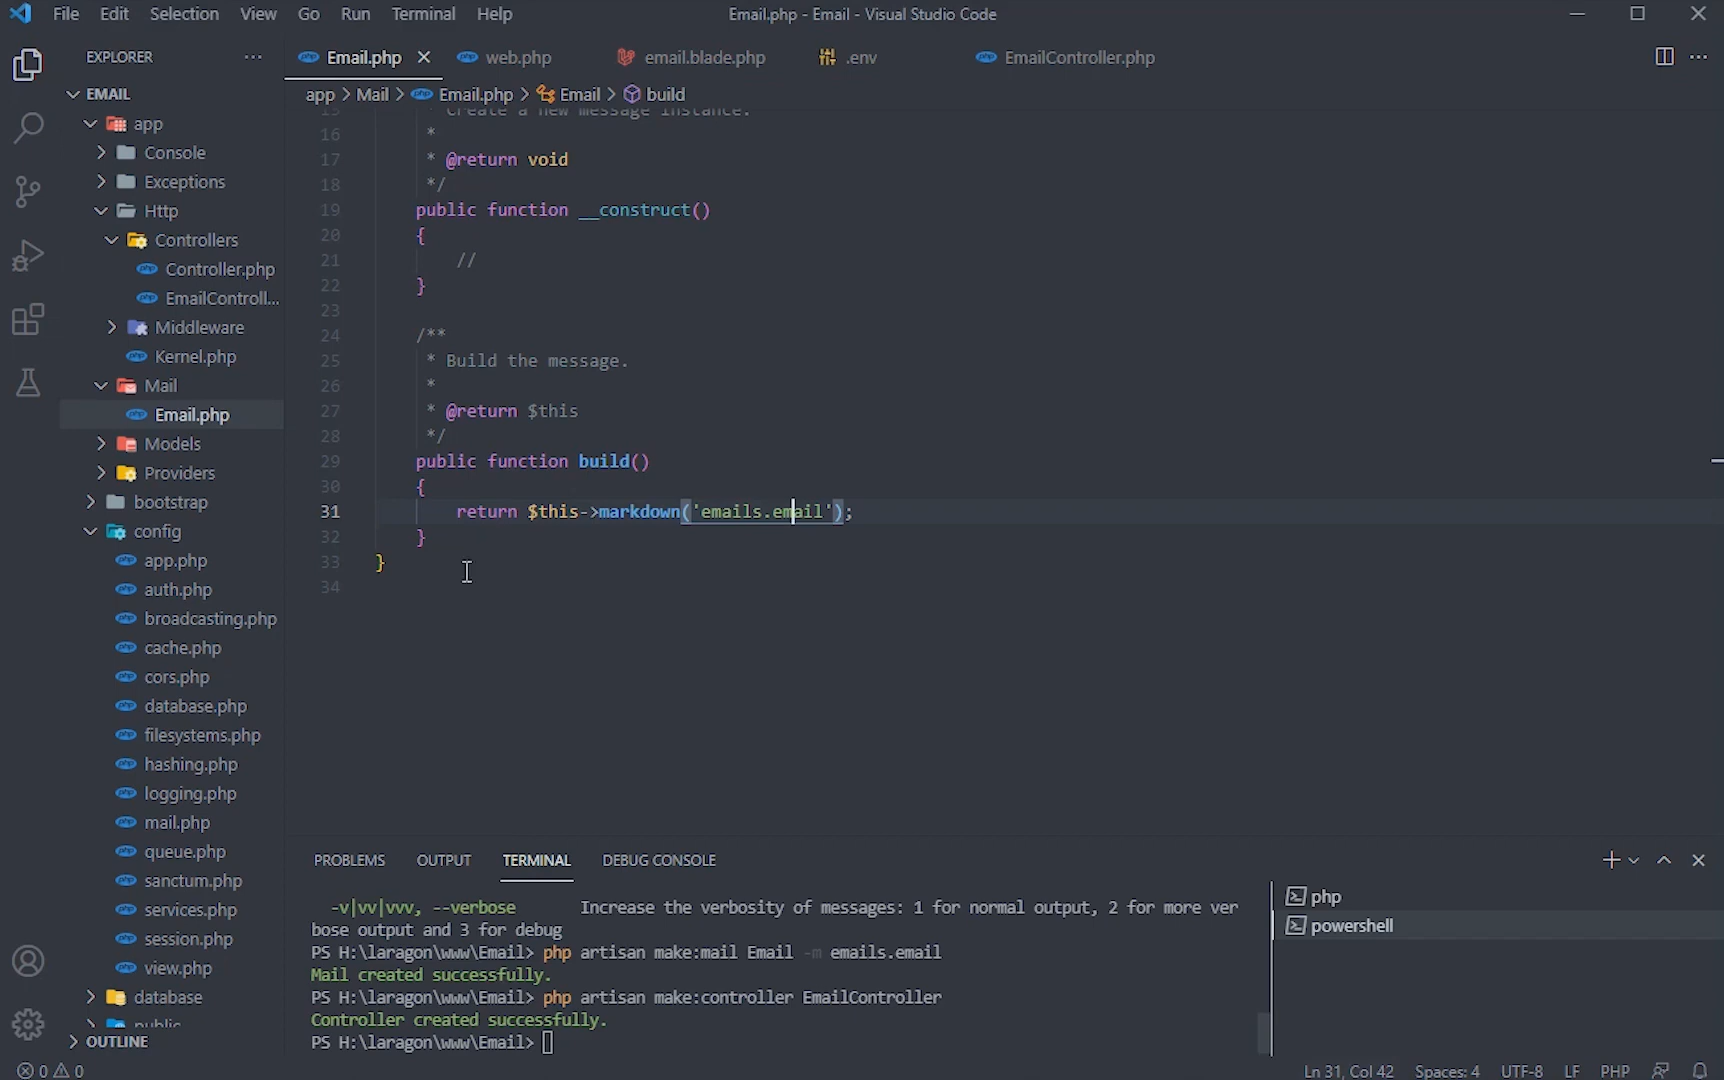 File Edit Selection View Go Run Terminal Help
Email.php - Email - Visual Studio Code
EXPLORER
Email.php
web.php
email.blade.php
.env
EmailController.php
EMAIL
app > Mail > Email.php > Email > build
app
Console
Exceptions
Http
Controllers
Controller.php
EmailControll...
Middleware
Kernel.php
Mail
Email.php
Models
Providers
bootstrap
config
app.php
auth.php
broadcasting.php
cache.php
cors.php
database.php
filesystems.php
hashing.php
logging.php
mail.php
queue.php
sanctum.php
services.php
session.php
view.php
database
public
OUTLINE
15 * Create a new message instance.
16 *
17 * @return void
18 */
19 public function __construct()
20 {
21 //
22 }
23
24 /**
25 * Build the message.
26 *
27 * @return $this
28 */
29 public function build()
30 {
31 return $this->markdown('emails.email');
32 }
33 }
34
PROBLEMS OUTPUT TERMINAL DEBUG CONSOLE
-v|vv|vvv, --verbose Increase the verbosity of messages: 1 for normal output, 2 for more ver
bose output and 3 for debug
PS H:\laragon\www\Email> php artisan make:mail Email -m emails.email
Mail created successfully.
PS H:\laragon\www\Email> php artisan make:controller EmailController
Controller created successfully.
PS H:\laragon\www\Email>
php
powershell
0 0
Ln 31, Col 42 Spaces: 4 UTF-8 LF PHP